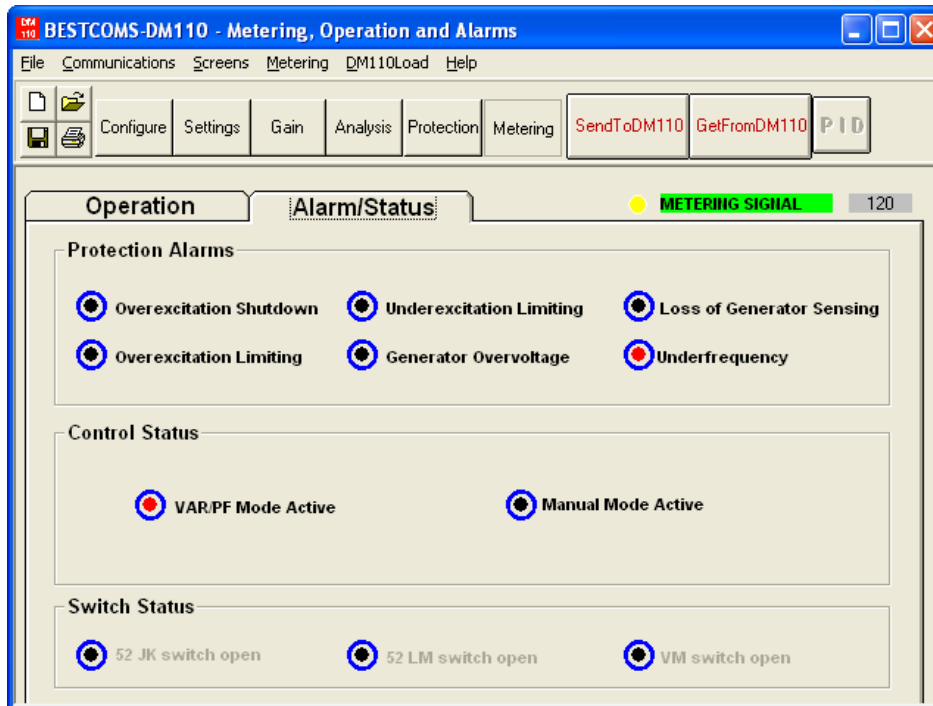 DM 110 BESTCOMS-DM110 - Metering, Operation and Alarms
File Communications Screens Metering DM110Load Help
Configure Settings Gain Analysis Protection Metering SendToDM110 GetFromDM110 P I D
Operation Alarm/Status METERING SIGNAL 120
Protection Alarms
Overexcitation Shutdown Underexcitation Limiting Loss of Generator Sensing
Overexcitation Limiting Generator Overvoltage Underfrequency
Control Status
VAR/PF Mode Active Manual Mode Active
Switch Status
52 JK switch open 52 LM switch open VM switch open